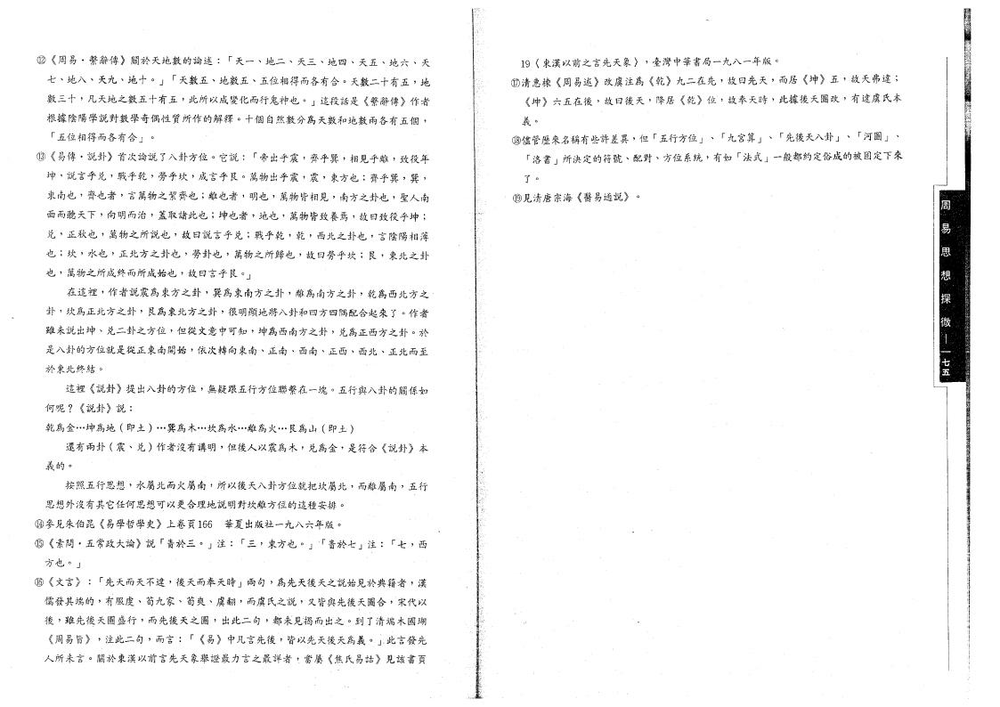 ⑫《周易·繫辭傳》關於天地數的論述：「天一、地二、天三、地四、天五、地六、天
七、地八、天九、地十。」「天數五、地數五、五位相得而各有合。天數二十有五，地
數三十，凡天地之數五十有五，此所以成變化而行鬼神也。」這段話是《繫辭傳》作者
根據陰陽學說對數學奇偶性質所作的解釋。十個自然數分爲天數和地數兩各有五個，
「五位相得而各有合」。
⑬《易傳·說卦》首次論說了八卦方位。它說：「帝出乎震，齊乎巽，相見乎離，致役乎
坤，說言乎兌，戰乎乾，勞乎坎，成言乎艮。萬物出乎震，震，東方也；齊乎巽，巽，
東南也，齊也者，言萬物之絜齊也；離也者，明也，萬物皆相見，南方之卦也，聖人南
面而聽天下，向明而治，蓋取諸此也；坤也者，地也，萬物皆致養焉，故曰致役乎坤；
兌，正秋也，萬物之所說也，故曰說言乎兌；戰乎乾，乾，西北之卦也，言陰陽相薄
也；坎，水也，正北方之卦也，勞卦也，萬物之所歸也，故曰勞乎坎；艮，東北之卦
也，萬物之所成終而所成始也，故曰言乎艮。」
在這裡，作者說震爲東方之卦，巽爲東南方之卦，離爲南方之卦，乾爲西北方之
卦，坎爲正北方之卦，艮爲東北方之卦，很明顯地將八卦和四方四隅配合起來了。作者
雖未說出坤、兌二卦之方位，但從文意中可知，坤爲西南方之卦，兌爲正西方之卦。於
是八卦的方位就是從正東南開始，依次轉向東南、正南、西南、正西、西北、正北而至
於東北終結。
這裡《說卦》提出八卦的方位，無疑跟五行方位聯繫在一塊。五行與八卦的關係如
何呢？《說卦》說：
乾爲金…坤爲地（即土）…巽爲木…坎爲水…離爲火…艮爲山（即土）
還有兩卦（震、兌）作者沒有講明，但後人以震爲木，兌爲金，是符合《說卦》本
義的。
按照五行思想，水屬北而火屬南，所以後天八卦方位就把坎屬北，而離屬南，五行
思想外沒有其它任何思想可以更合理地說明對坎離方位的這種安排。
⑭參見朱伯崑《易學哲學史》上卷頁166　華夏出版社一九八六年版。
⑮《素問·五常政大論》說「眚於三。」注：「三，東方也。」「眚於七」注：「七，西
方也。」
⑯《文言》：「先天而天不違，後天而奉天時」兩句，爲先天後天之說始見於典籍者，漢
儒發其端的，有服虔、荀九家、荀爽、虞翻，而虞氏之說，又皆與先後天圖合，宋代以
後，雖先後天圖盛行，而先後天之圖，出此二句，都未見揭而出之。到了清端木國瑚
《周易旨》，注此二句，而言：「《易》中凡言先後，皆以先天後天爲義。」此言發先
人所未言。關於東漢以前言先天象舉證最力言之最詳者，當屬《焦氏易詁》見該書頁
19〈東漢以前之言先天象〉，臺灣中華書局一九八一年版。
⑰清惠棟《周易述》改虞注爲《乾》九二在先，故曰先天，而居《坤》五，故天弗違；
《坤》六五在後，故曰後天，降居《乾》位，故奉天時，此據後天圖改，有違虞氏本
義。
⑱儘管歷來名稱有些許差異，但「五行方位」、「九宮算」、「先後天八卦」、「河圖」、
「洛書」所決定的符號、配對、方位系統，有如「法式」一般都約定俗成的被固定下來
了。
⑲見清唐宗海《醫易通說》。
周易思想探微｜一七五